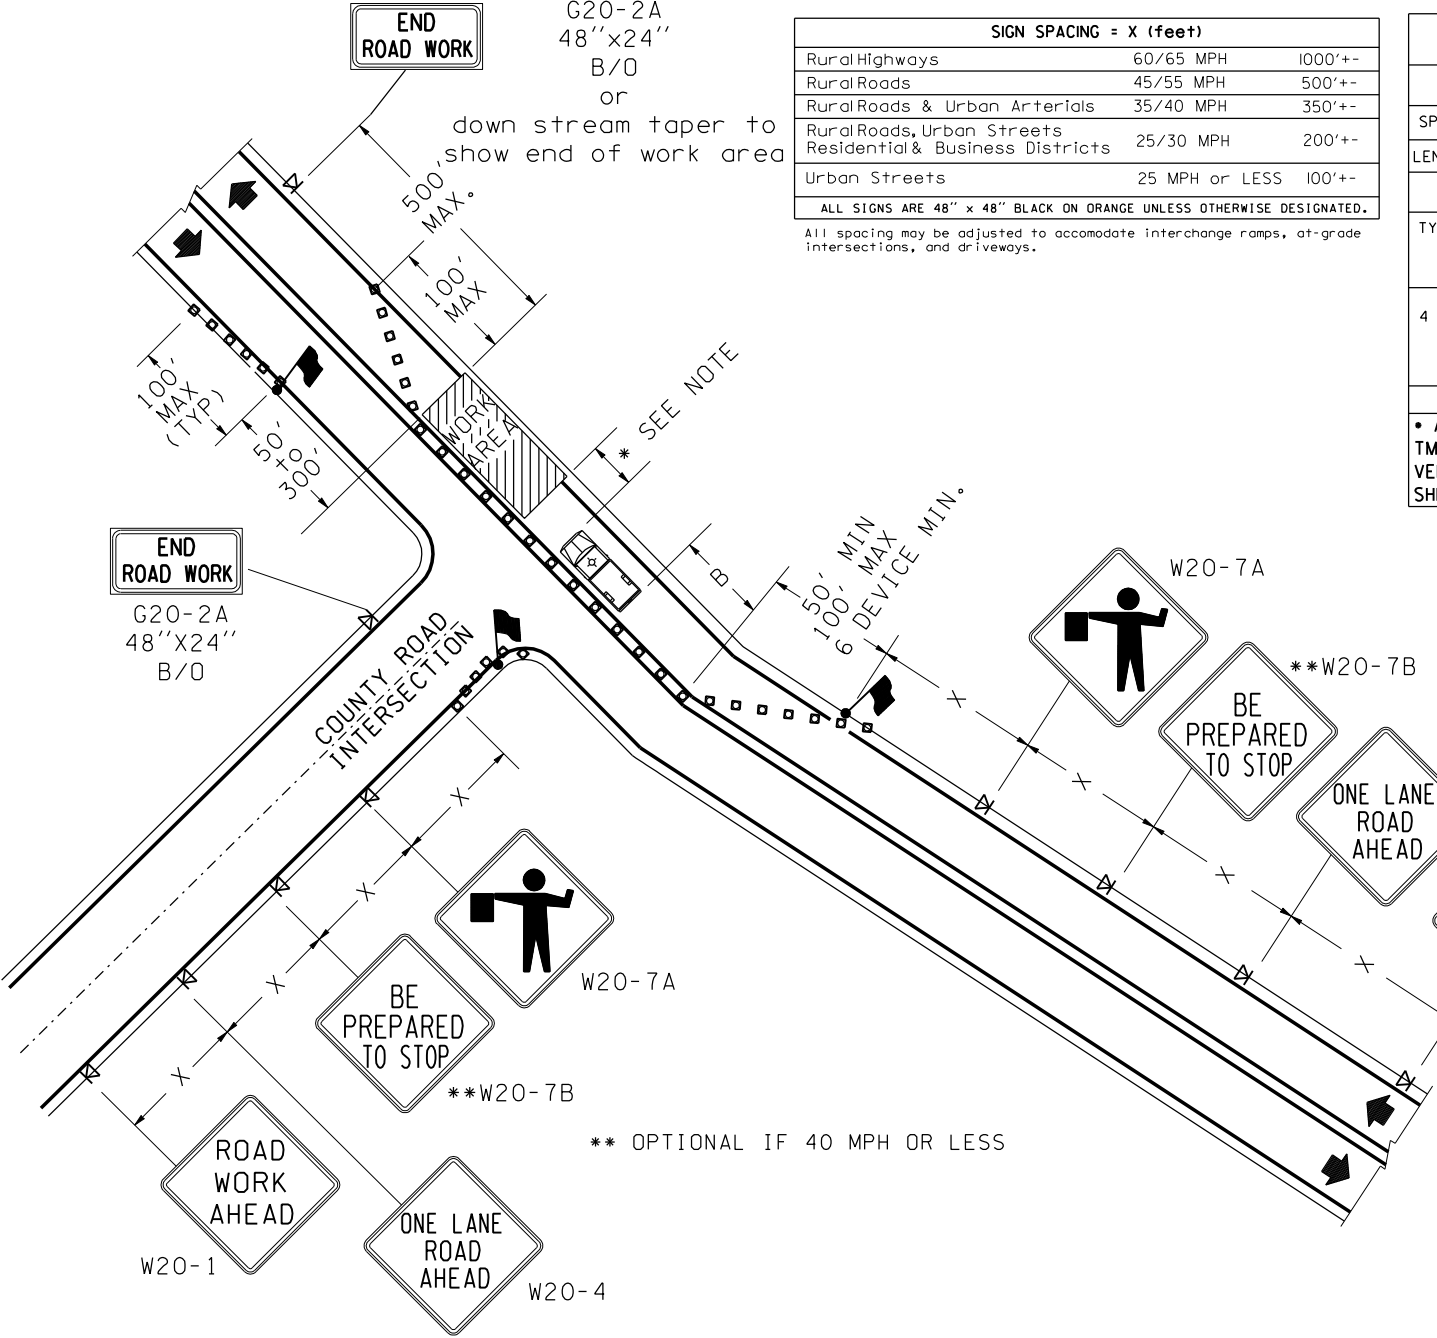 END
ROAD WORK
G20-2A
48"x24"
B/O
or
down stream taper to
show end of work area
SIGN SPACING = X (feet)
Rural Highways 60/65 MPH 1000'+-
Rural Roads 45/55 MPH 500'+-
Rural Roads & Urban Arterials 35/40 MPH 350'+-
Rural Roads, Urban Streets
Residential & Business Districts 25/30 MPH 200'+-
Urban Streets 25 MPH or LESS 100'+-
ALL SIGNS ARE 48" x 48" BLACK ON ORANGE UNLESS OTHERWISE DESIGNATED.
All spacing may be adjusted to accomodate interchange ramps, at-grade
intersections, and driveways.
SP
LEN
TY
4
• A
TM
VE
SH
500'
MAX.
100'
MAX
100'
MAX
(TYP)
50'
to
300'
WORK
AREA
* SEE NOTE
B
50' MIN
100' MAX
6 DEVICE MIN.
END
ROAD WORK
G20-2A
48"X24"
B/O
COUNTY ROAD
INTERSECTION
W20-7A
**W20-7B
BE
PREPARED
TO STOP
ONE LANE
ROAD
AHEAD
X
X
X
X
X
X
X
X
W20-7A
BE
PREPARED
TO STOP
**W20-7B
** OPTIONAL IF 40 MPH OR LESS
ROAD
WORK
AHEAD
W20-1
ONE LANE
ROAD
AHEAD
W20-4